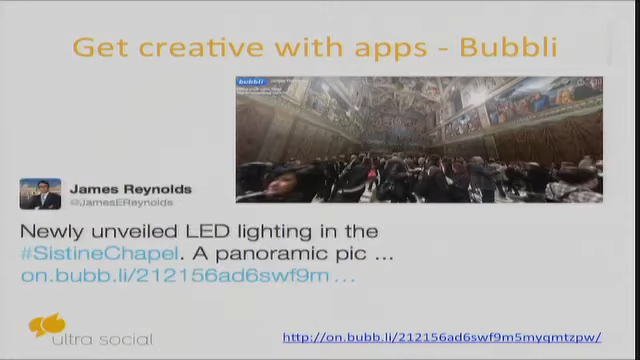 Get creative with apps - Bubbli
bubbli
James Reynolds
@JamesEReynolds
Newly unveiled LED lighting in the
#SistineChapel. A panoramic pic ...
on.bubb.li/212156ad6swf9m...
ultra social
http://on.bubb.li/212156ad6swf9m5myqmtzpw/